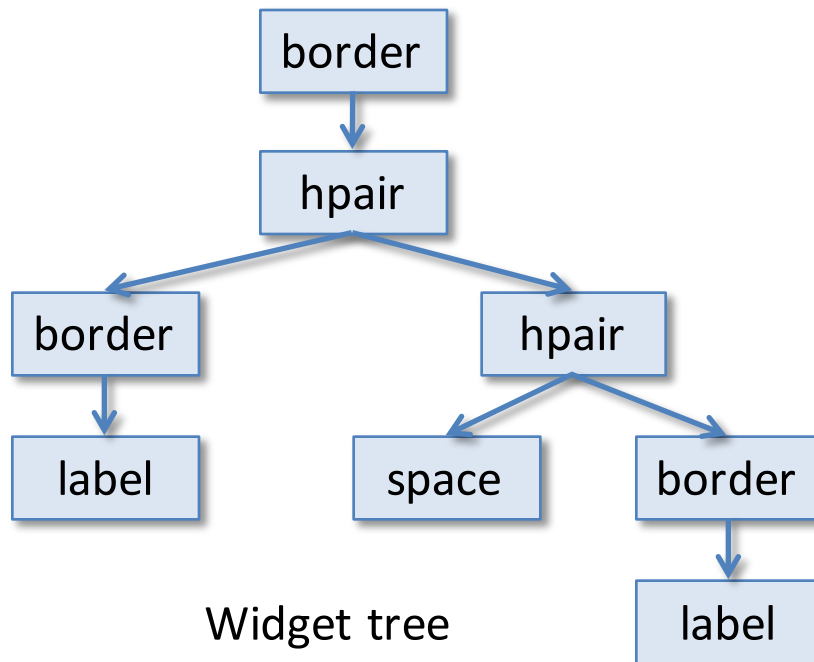 border
hpair
border
hpair
label
space
border
Widget tree
label